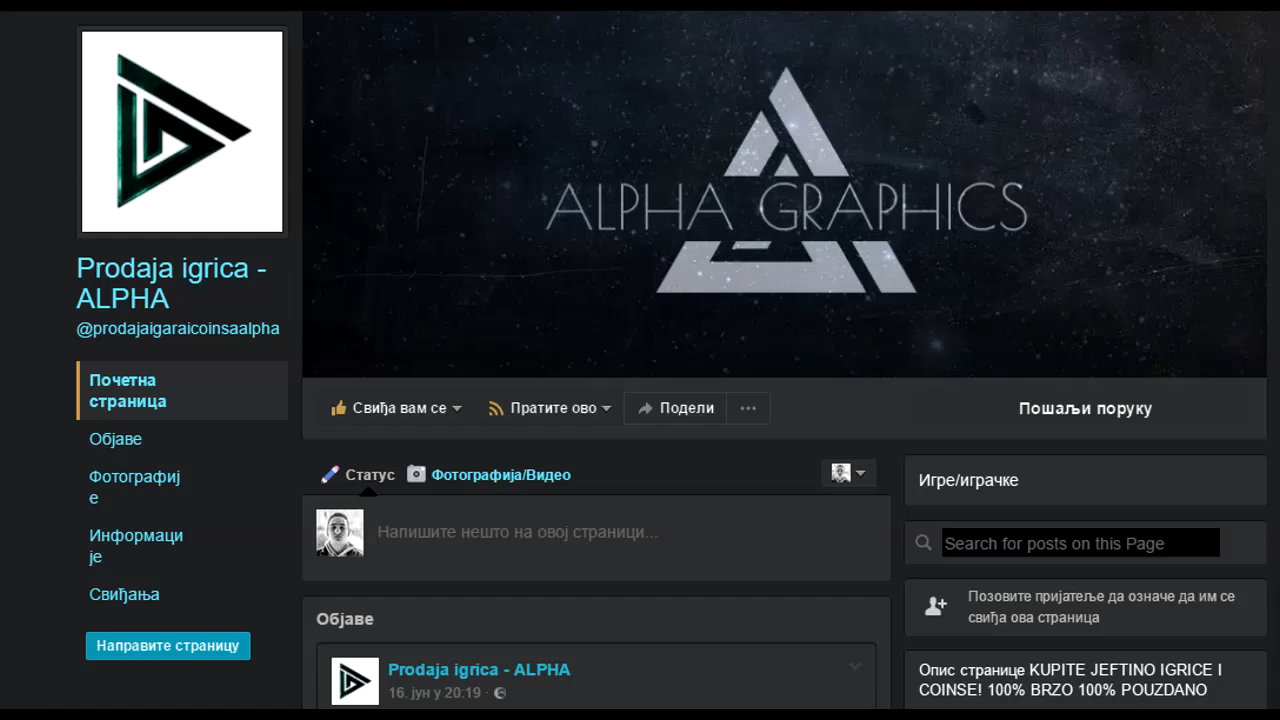 ALPHA GRAPHICS
Prodaja igrica -
ALPHA
@prodajaigaraicoinsaalpha
Почетна
страница
Објаве
Фотографиј
е
Информаци
је
Свиђања
Направите страницу
Свиђа вам се
Пратите ово
Подели
Пошаљи поруку
Статус
Фотографија/Видео
Напишите нешто на овој страници...
Објаве
Prodaja igrica - ALPHA
16. јун у 20:19 ·
Игре/играчке
Search for posts on this Page
Позовите пријатеље да означе да им се
свиђа ова страница
Опис странице KUPITE JEFTINO IGRICE I
COINSE! 100% BRZO 100% POUZDANO